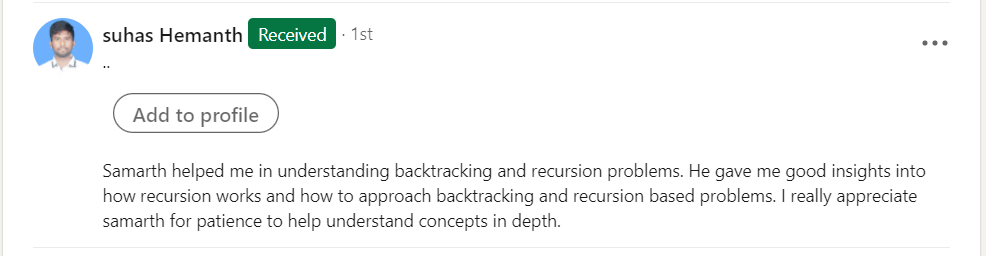 suhas Hemanth Received · 1st
..
Add to profile
Samarth helped me in understanding backtracking and recursion problems. He gave me good insights into
how recursion works and how to approach backtracking and recursion based problems. I really appreciate
samarth for patience to help understand concepts in depth.